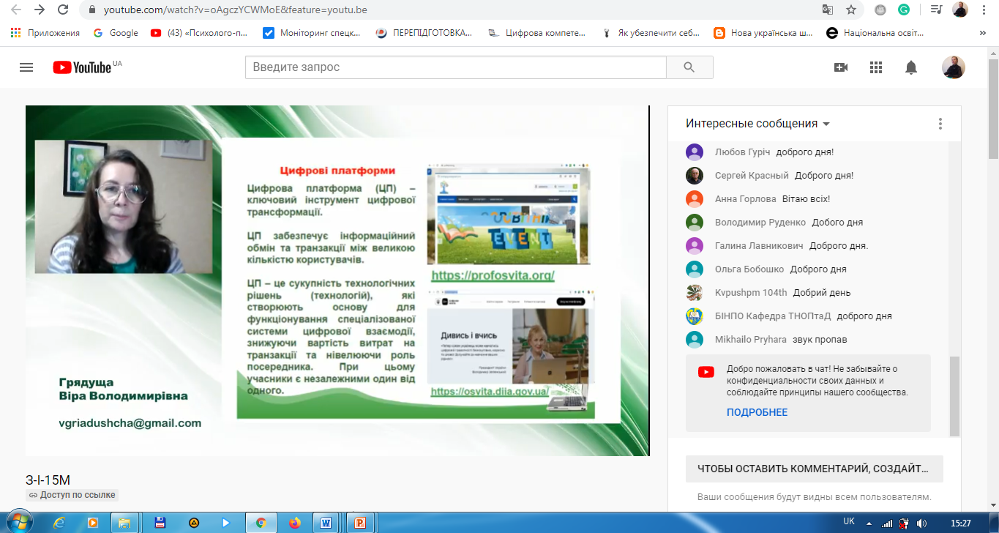 youtube.com/watch?v=oAgczYCWMoE&feature=youtu.be
Приложения
Google
(43) «Психолого-п...
Моніторинг спецк...
ПЕРЕПІДГОТОВКА...
Цифрова компете...
Як убезпечити себ...
Нова українська ш...
Національна освіт...
»
YouTube UA
Введите запрос
Цифрові платформи
Цифрова платформа (ЦП) –
ключовий інструмент цифрової
трансформації.
ЦП забезпечує інформаційний
обмін та транзакції між великою
кількістю користувачів.
ЦП – це сукупність технологічних
рішень (технологій), які
створюють основу для
функціонування спеціалізованої
системи цифрової взаємодії,
знижуючи вартість витрат на
транзакції та нівелюючи роль
посередника. При цьому
учасники є незалежними один від
одного.
ОСВІТНІЙ
EVENT
https://profosvita.org/
Дивись і вчись
https://osvita.diia.gov.ua/
Грядуща
Віра Володимирівна
vgriadushcha@gmail.com
З-І-15М
Доступ по ссылке
Интересные сообщения
Любов Гуріч доброго дня!
Сергей Красный Доброго дня!
Анна Горлова Вітаю всіх!
Володимир Руденко Добого дня
Галина Лавникович Доброго дня.
Ольга Бобошко Доброго дня
Kvpushpm 104th Добрий день
БІНПО Кафедра ТНОПтаД доброго дня
Mikhailo Pryhara звук пропав
Добро пожаловать в чат! Не забывайте о
конфиденциальности своих данных и
соблюдайте принципы нашего сообщества.
ПОДРОБНЕЕ
ЧТОБЫ ОСТАВИТЬ КОММЕНТАРИЙ, СОЗДАЙТ...
Ваши сообщения будут видны всем пользователям.
UK
15:27